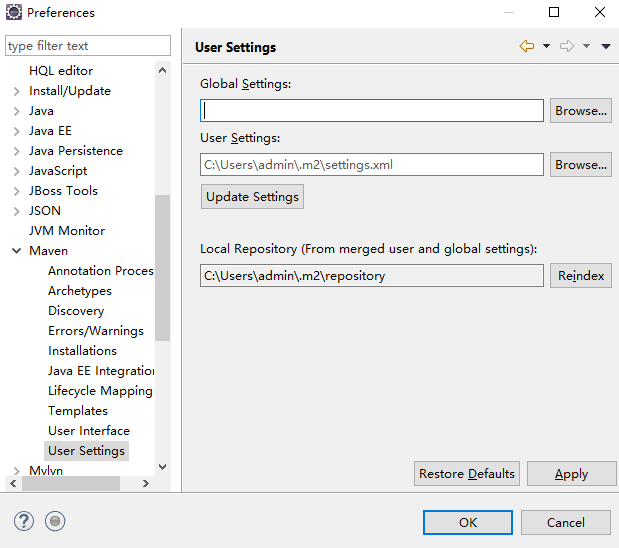 Preferences
type filter text
HQL editor
Install/Update
Java
Java EE
Java Persistence
JavaScript
JBoss Tools
JSON
JVM Monitor
Maven
Annotation Proces
Archetypes
Discovery
Errors/Warnings
Installations
Java EE Integration
Lifecycle Mapping
Templates
User Interface
User Settings
Mylyn
User Settings
Global Settings:
Browse...
User Settings:
C:\Users\admin\.m2\settings.xml
Browse...
Update Settings
Local Repository (From merged user and global settings):
C:\Users\admin\.m2\repository
Reindex
Restore Defaults
Apply
?
OK
Cancel